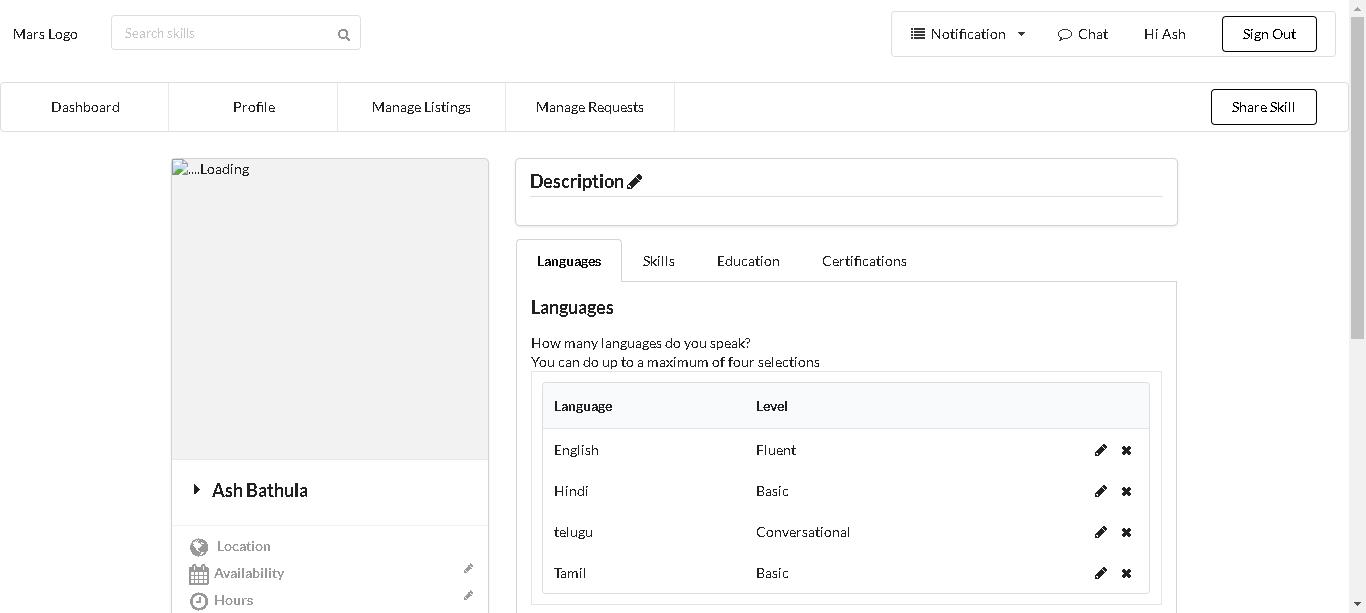 Mars Logo
Search skills
Notification
Chat
Hi Ash
Sign Out
Dashboard
Profile
Manage Listings
Manage Requests
Share Skill
....Loading
Description
Languages
Skills
Education
Certifications
Languages
How many languages do you speak?
You can do up to a maximum of four selections
Language Level
English Fluent
Hindi Basic
telugu Conversational
Tamil Basic
Ash Bathula
Location
Availability
Hours